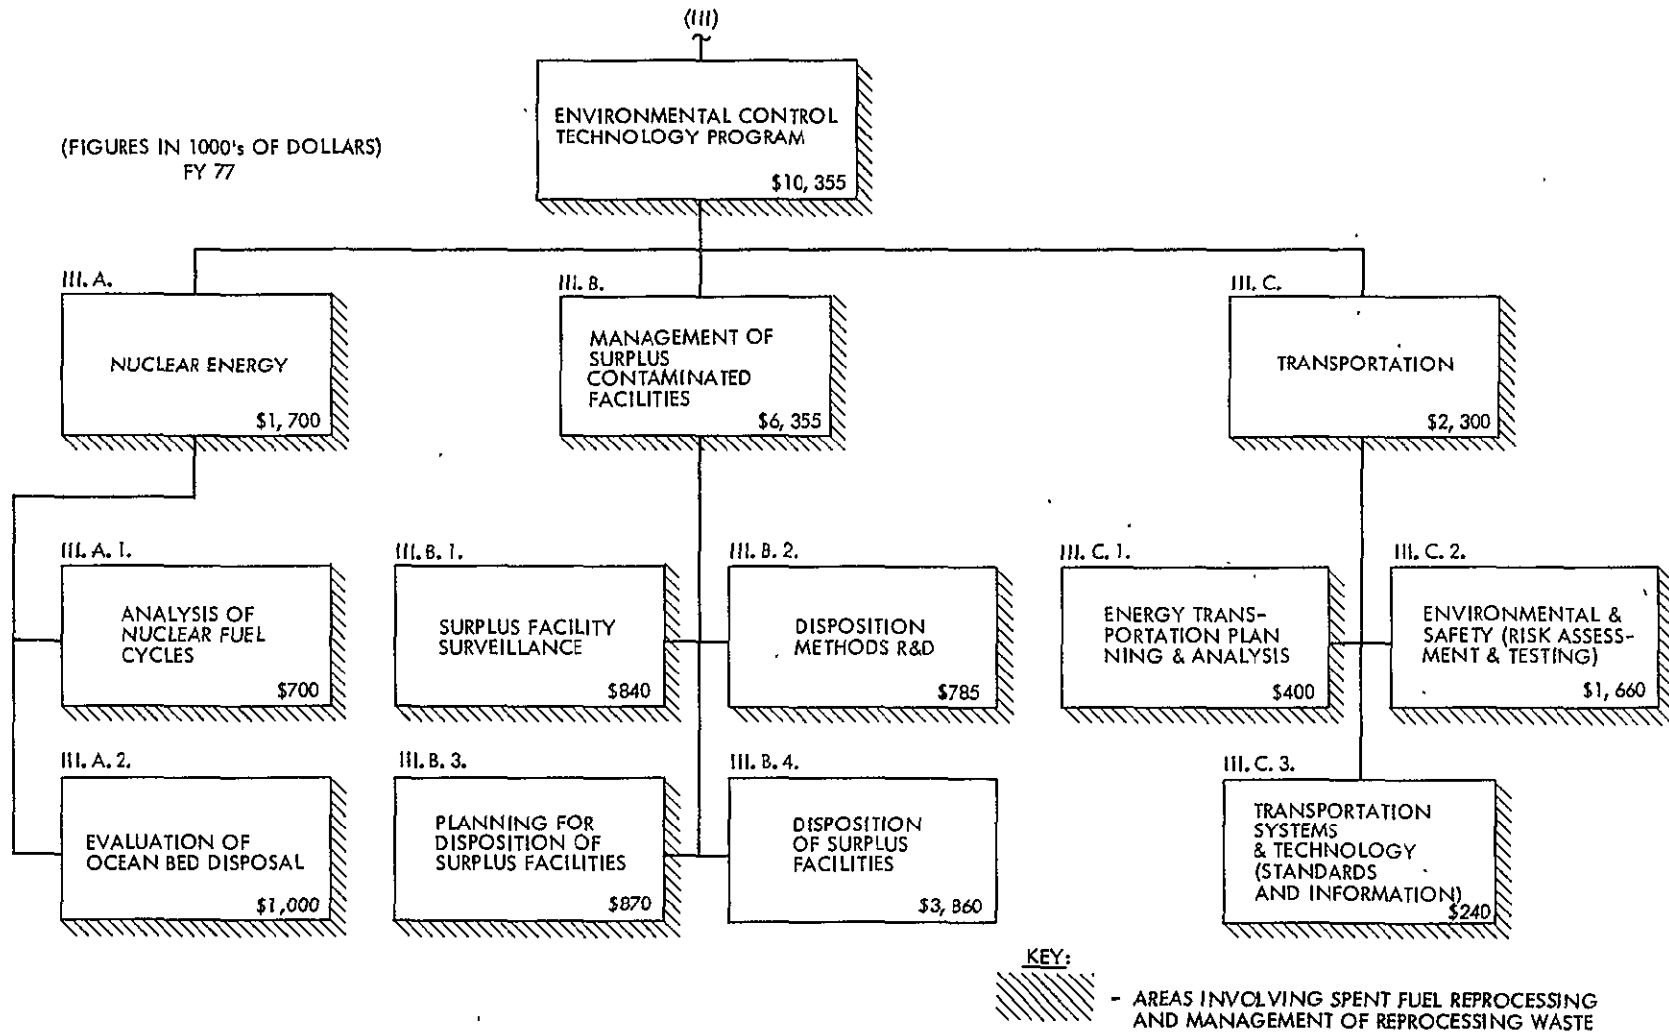 (III)
ENVIRONMENTAL CONTROL
TECHNOLOGY PROGRAM
$10, 355
(FIGURES IN 1000's OF DOLLARS)
FY 77
III. A.
NUCLEAR ENERGY
$1, 700
III. B.
MANAGEMENT OF
SURPLUS
CONTAMINATED
FACILITIES
$6, 355
III. C.
TRANSPORTATION
$2, 300
III. A. 1.
ANALYSIS OF
NUCLEAR FUEL
CYCLES
$700
III. B. 1.
SURPLUS FACILITY
SURVEILLANCE
$840
III. B. 2.
DISPOSITION
METHODS R&D
$785
III. C. 1.
ENERGY TRANS-
PORTATION PLAN
NING & ANALYSIS
$400
III. C. 2.
ENVIRONMENTAL &
SAFETY (RISK ASSESS-
MENT & TESTING)
$1, 660
III. A. 2.
EVALUATION OF
OCEAN BED DISPOSAL
$1,000
III. B. 3.
PLANNING FOR
DISPOSITION OF
SURPLUS FACILITIES
$870
III. B. 4.
DISPOSITION
OF SURPLUS
FACILITIES
$3, 860
III. C. 3.
TRANSPORTATION
SYSTEMS
& TECHNOLOGY
(STANDARDS
AND INFORMATION)
$240
KEY:
- AREAS INVOLVING SPENT FUEL REPROCESSING
AND MANAGEMENT OF REPROCESSING WASTE